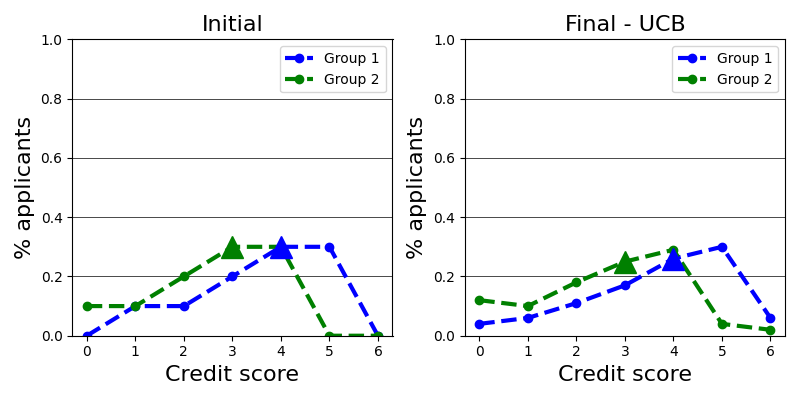 Initial
% applicants
1.0
0.8
0.6
0.4
0.2
0.0
Group 1
Group 2
0 1 2 3 4 5 6
Credit score
Final - UCB
% applicants
1.0
0.8
0.6
0.4
0.2
0.0
Group 1
Group 2
0 1 2 3 4 5 6
Credit score